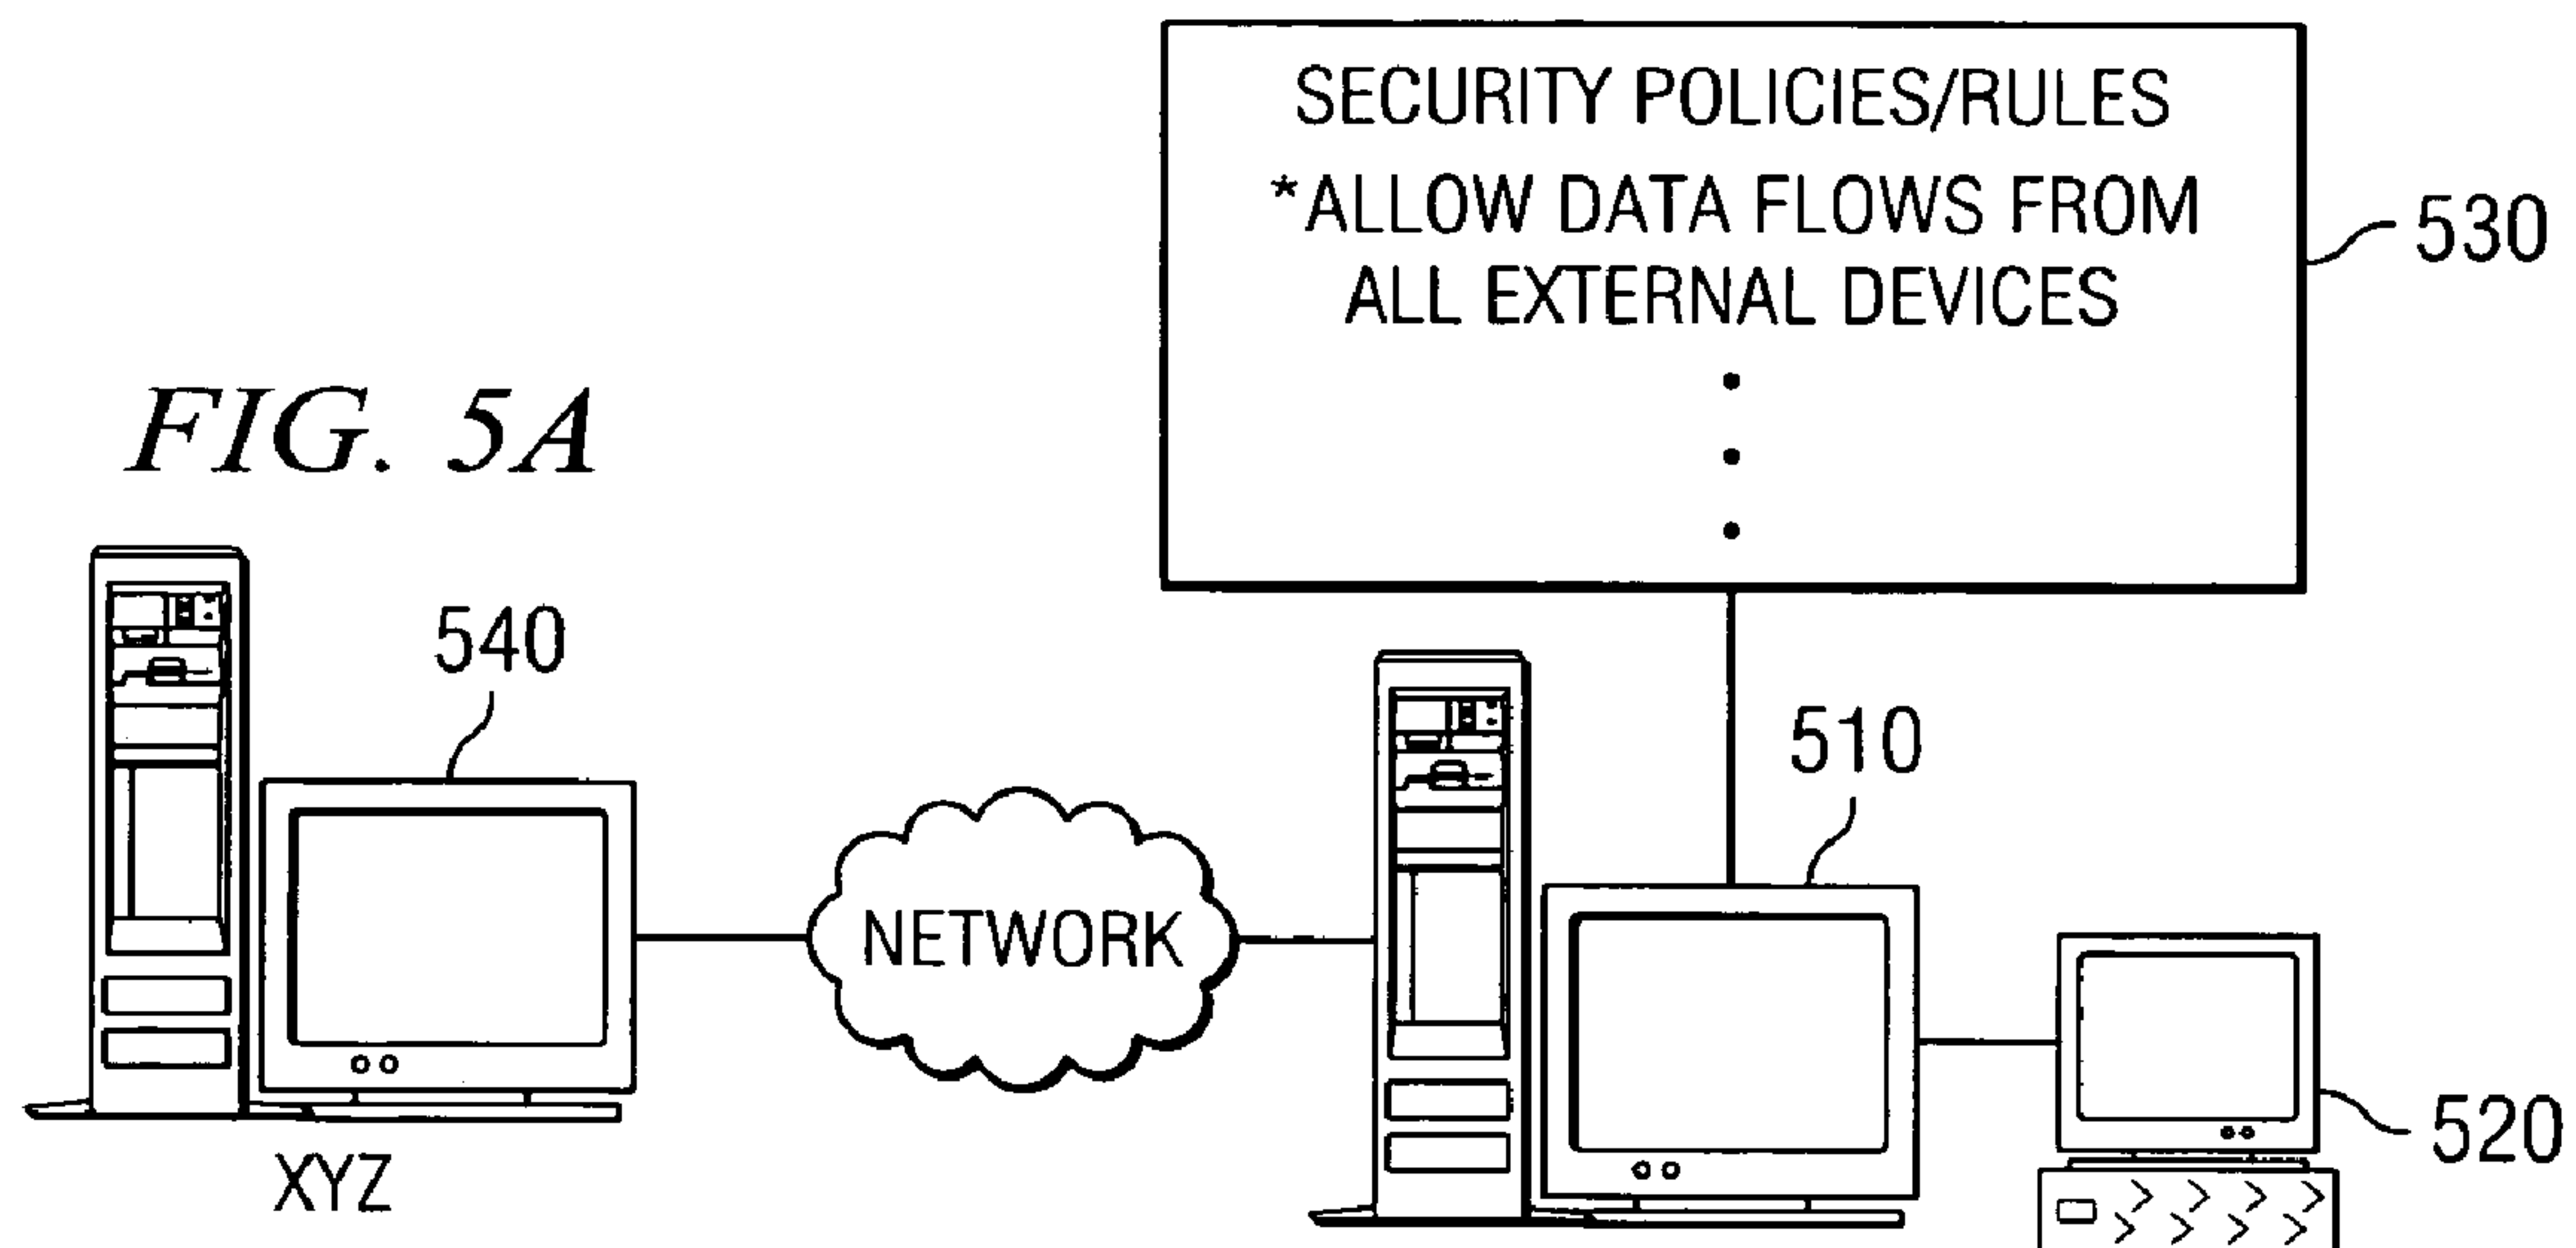 SECURITY POLICIES/RULES
*ALLOW DATA FLOWS FROM
ALL EXTERNAL DEVICES
530
FIG. 5A
540
510
NETWORK
520
XYZ